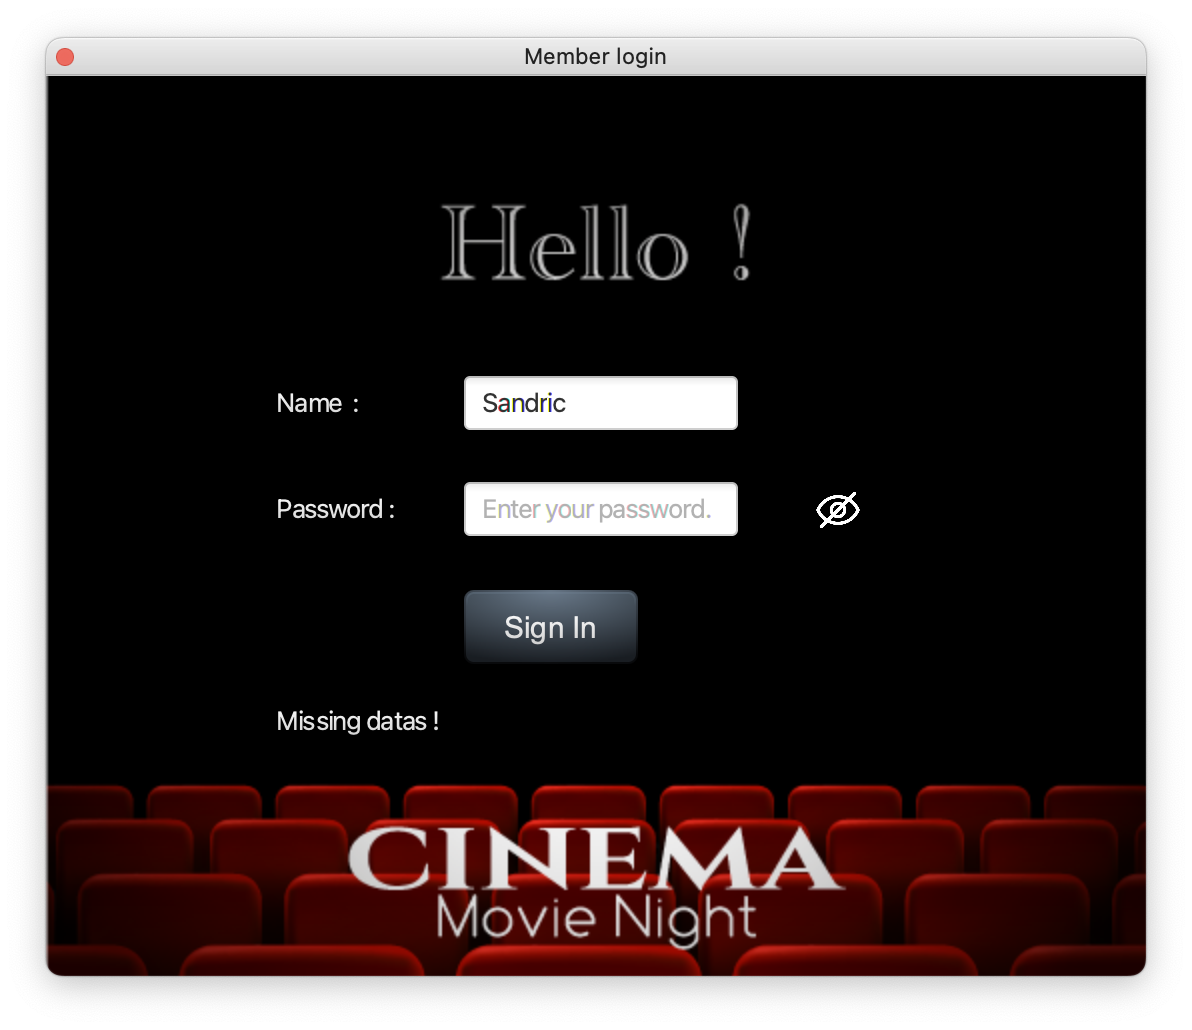 Member login
Hello !
Name :
Sandric
Password :
Enter your password.
Sign In
Missing datas !
CINEMA
Movie Night